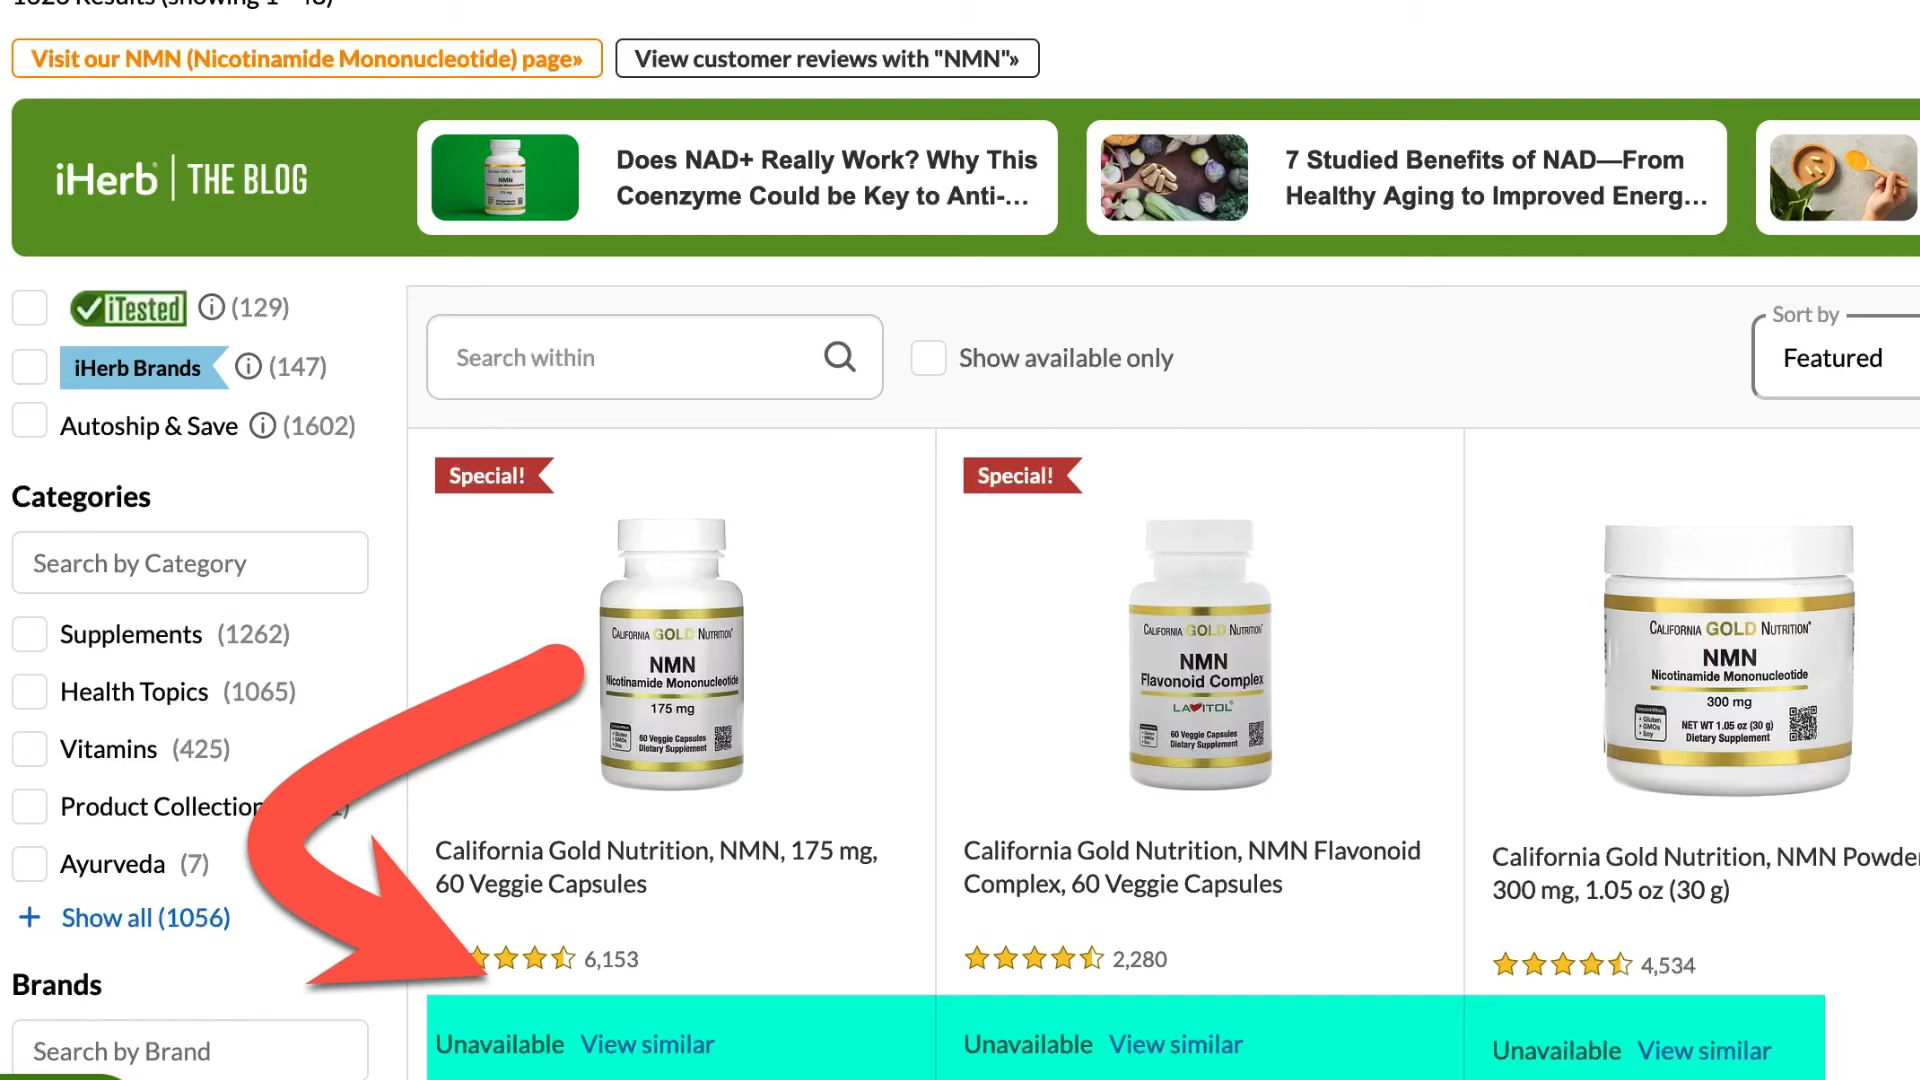 Visit our NMN (Nicotinamide Mononucleotide) page»
View customer reviews with "NMN"»
iHerb | THE BLOG
Does NAD+ Really Work? Why This
Coenzyme Could be Key to Anti-...
7 Studied Benefits of NAD—From
Healthy Aging to Improved Energ...
iTested (129)
iHerb Brands (147)
Autoship & Save (1602)
Search within
Show available only
Sort by
Featured
Categories
Search by Category
Supplements (1262)
Health Topics (1065)
Vitamins (425)
Product Collection
Ayurveda (7)
+ Show all (1056)
Brands
Search by Brand
Special!
CALIFORNIA GOLD NUTRITION
NMN
Nicotinamide Mononucleotide
175 mg
60 Veggie Capsules
Dietary Supplement
California Gold Nutrition, NMN, 175 mg,
60 Veggie Capsules
6,153
Unavailable View similar
Special!
CALIFORNIA GOLD NUTRITION
NMN
Flavonoid Complex
LAVITOL
60 Veggie Capsules
Dietary Supplement
California Gold Nutrition, NMN Flavonoid
Complex, 60 Veggie Capsules
2,280
Unavailable View similar
CALIFORNIA GOLD NUTRITION
NMN
Nicotinamide Mononucleotide
300 mg
NET WT 1.05 oz (30 g)
Dietary Supplement
California Gold Nutrition, NMN Powder
300 mg, 1.05 oz (30 g)
4,534
Unavailable View similar